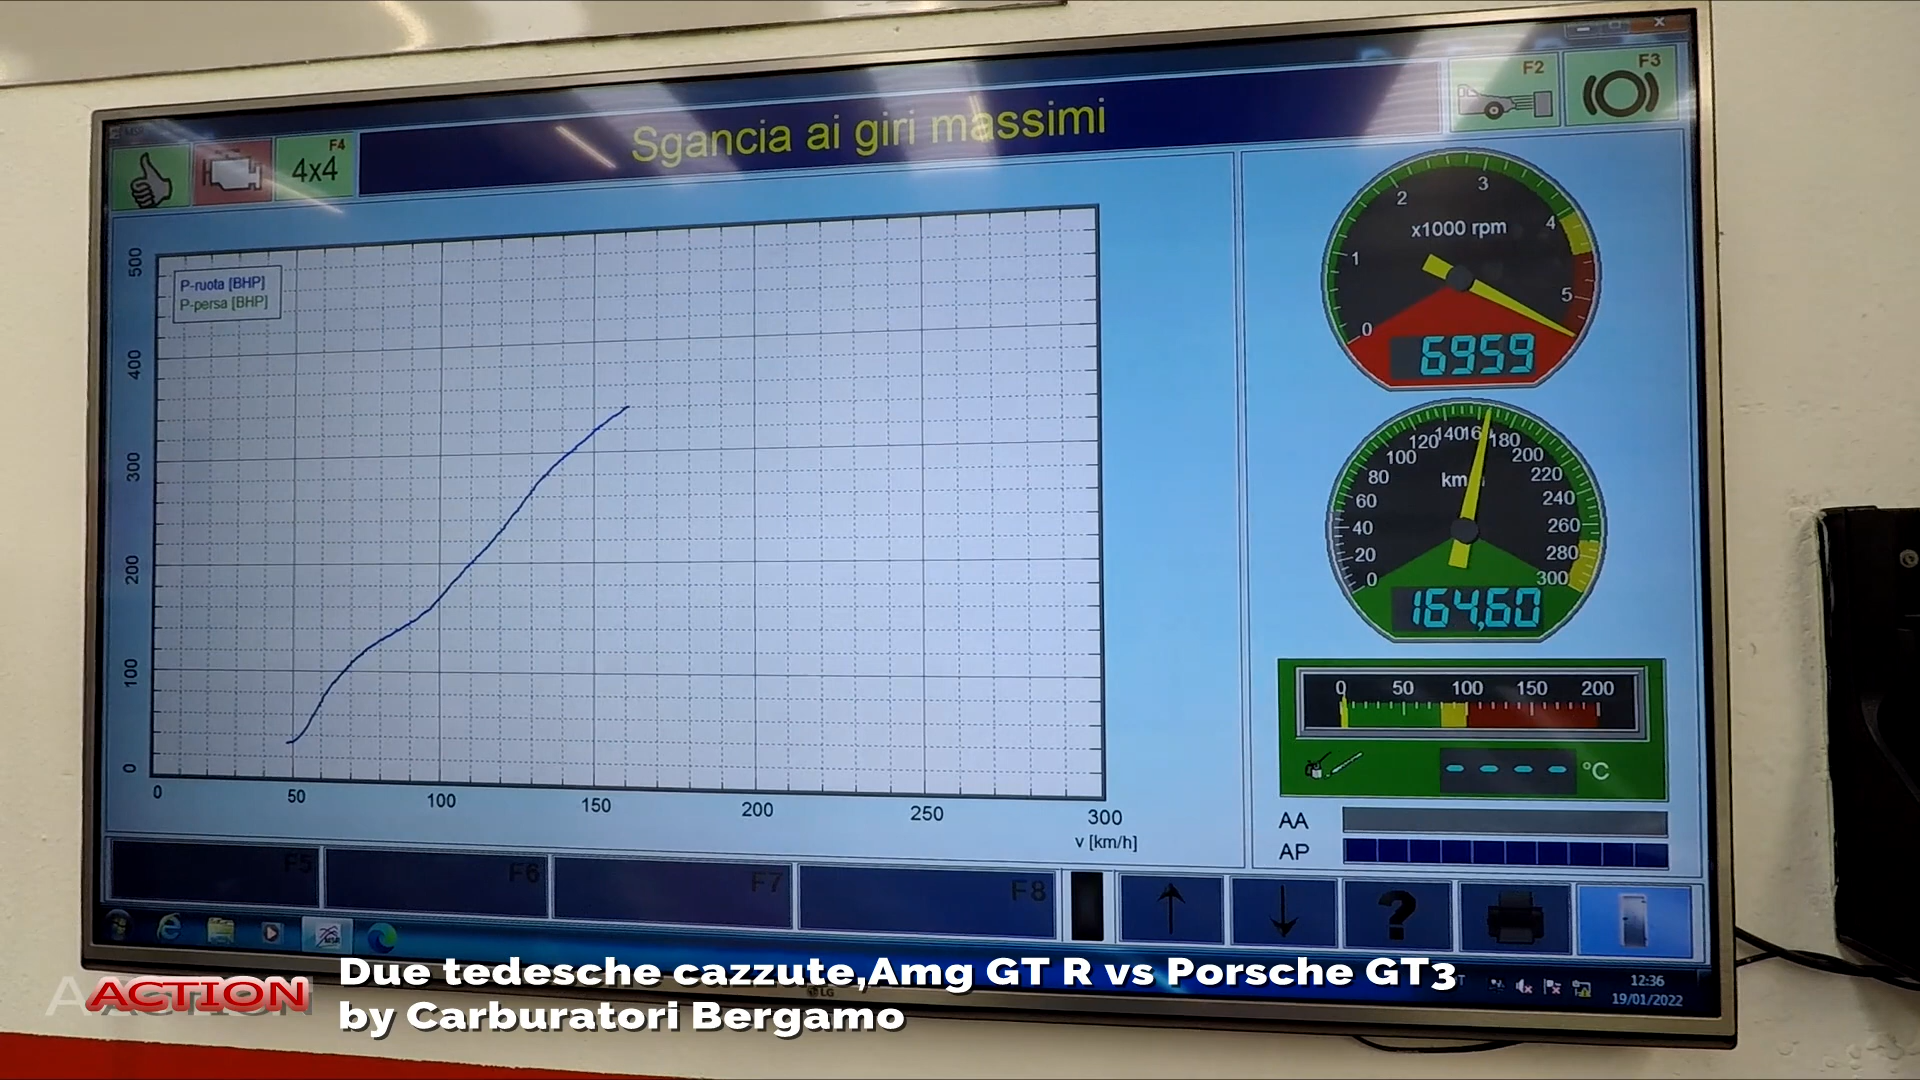 F2
F3
F4
4x4
Sgancia ai giri massimi
500
400
300
200
100
0
P-ruota [BHP]
P-persa [BHP]
0 50 100 150 200 250 300
v [km/h]
0 1 2 3 4 5
x1000 rpm
6959
0 20 40 60 80 100 120 140 160 180 200 220 240 260 280 300
164,60
0 50 100 150 200
- - - - °C
AA
AP
F5 F6 F7 F8
?
ACTION
Due tedesche cazzute,Amg GT R vs Porsche GT3
by Carburatori Bergamo
LG
12:36
19/01/2022